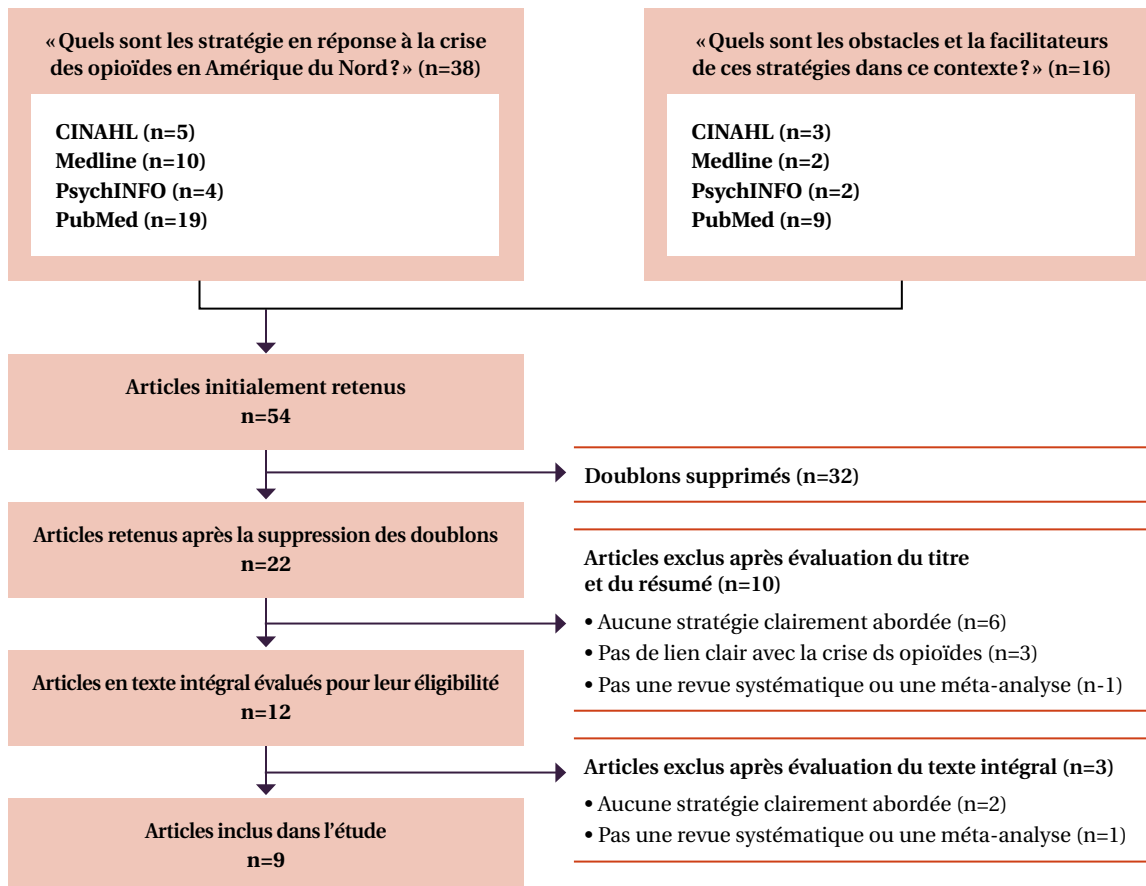 « Quels sont les stratégie en réponse à la crise
des opioïdes en Amérique du Nord ? » (n=38)
CINAHL (n=5)
Medline (n=10)
PsychINFO (n=4)
PubMed (n=19)
« Quels sont les obstacles et la facilitateurs
de ces stratégies dans ce contexte ? » (n=16)
CINAHL (n=3)
Medline (n=2)
PsychINFO (n=2)
PubMed (n=9)
Articles initialement retenus
n=54
Doublons supprimés (n=32)
Articles retenus après la suppression des doublons
n=22
Articles exclus après évaluation du titre
et du résumé (n=10)
• Aucune stratégie clairement abordée (n=6)
• Pas de lien clair avec la crise ds opioïdes (n=3)
• Pas une revue systématique ou une méta-analyse (n-1)
Articles en texte intégral évalués pour leur éligibilité
n=12
Articles exclus après évaluation du texte intégral (n=3)
• Aucune stratégie clairement abordée (n=2)
• Pas une revue systématique ou une méta-analyse (n=1)
Articles inclus dans l'étude
n=9